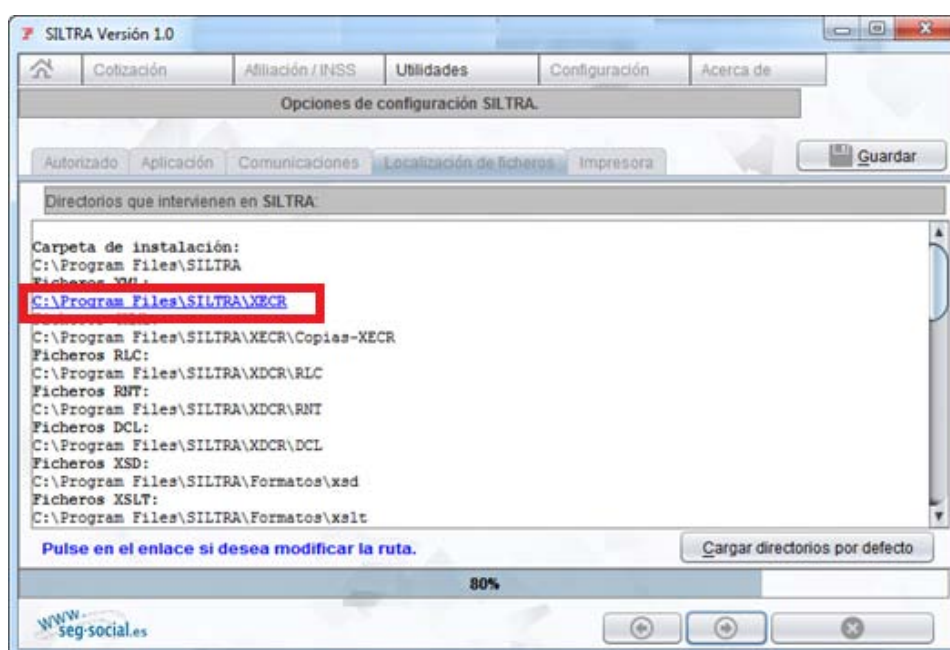 SILTRA Versión 1.0
Cotización Afiliación / INSS Utilidades Configuración Acerca de
Opciones de configuración SILTRA.
Autorizado Aplicación Comunicaciones Localización de ficheros Impresora Guardar
Directorios que intervienen en SILTRA:
Carpeta de instalación:
C:\Program Files\SILTRA
Ficheros XML:
C:\Program Files\SILTRA\XECR
C:\Program Files\SILTRA\XECR\Copias-XECR
Ficheros RLC:
C:\Program Files\SILTRA\XDCR\RLC
Ficheros RNT:
C:\Program Files\SILTRA\XDCR\RNT
Ficheros DCL:
C:\Program Files\SILTRA\XDCR\DCL
Ficheros XSD:
C:\Program Files\SILTRA\Formatos\xsd
Ficheros XSLT:
C:\Program Files\SILTRA\Formatos\xslt
Pulse en el enlace si desea modificar la ruta. Cargar directorios por defecto
80%
www.
seg-social.es